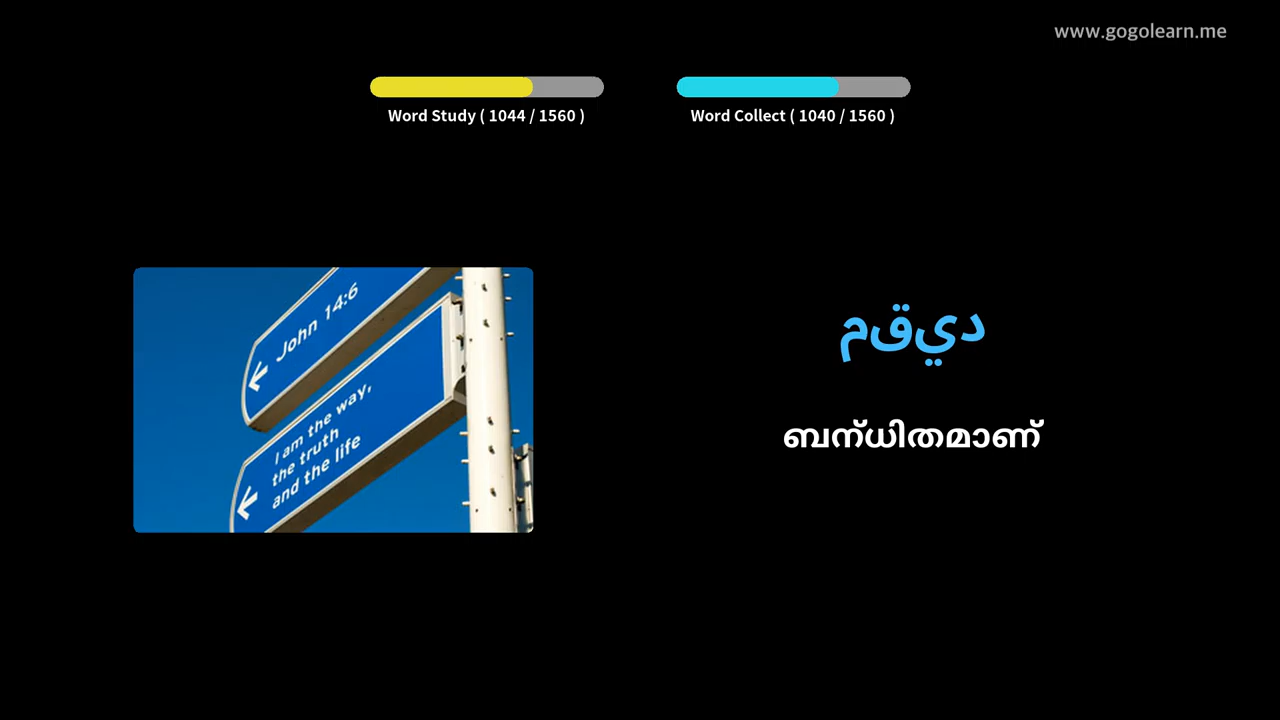 www.gogolearn.me
Word Study ( 1044 / 1560 )
Word Collect ( 1040 / 1560 )
John 14:6
I am the way,
the truth
and the life
ديقم
ബന്ധിതമാണ്